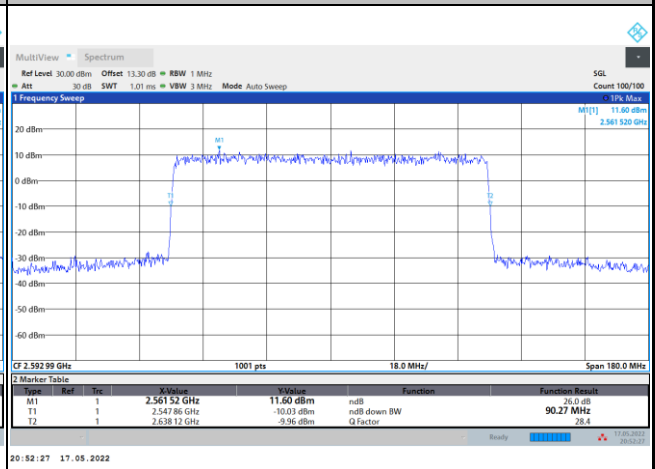 MultiView Spectrum
Ref Level 30.00 dBm Offset 13.30 dB RBW 1 MHz SGL
Att 30 dB SWT 1.01 ms VBW 3 MHz Mode Auto Sweep Count 100/100
1 Frequency Sweep 1Pk Max
M1[1] 11.60 dBm
2.561 520 GHz
20 dBm
M1
10 dBm
0 dBm
T1 T2
-10 dBm
-20 dBm
-30 dBm
-40 dBm
-50 dBm
-60 dBm
CF 2.592 99 GHz 1001 pts 18.0 MHz/ Span 180.0 MHz
2 Marker Table
Type Ref Trc X-Value Y-Value Function Function Result
M1 1 2.561 52 GHz 11.60 dBm ndB 26.0 dB
T1 1 2.547 86 GHz -10.03 dBm ndB down BW 90.27 MHz
T2 1 2.638 12 GHz -9.96 dBm Q Factor 28.4
Ready 17.05.2022
20:52:27
20:52:27 17.05.2022